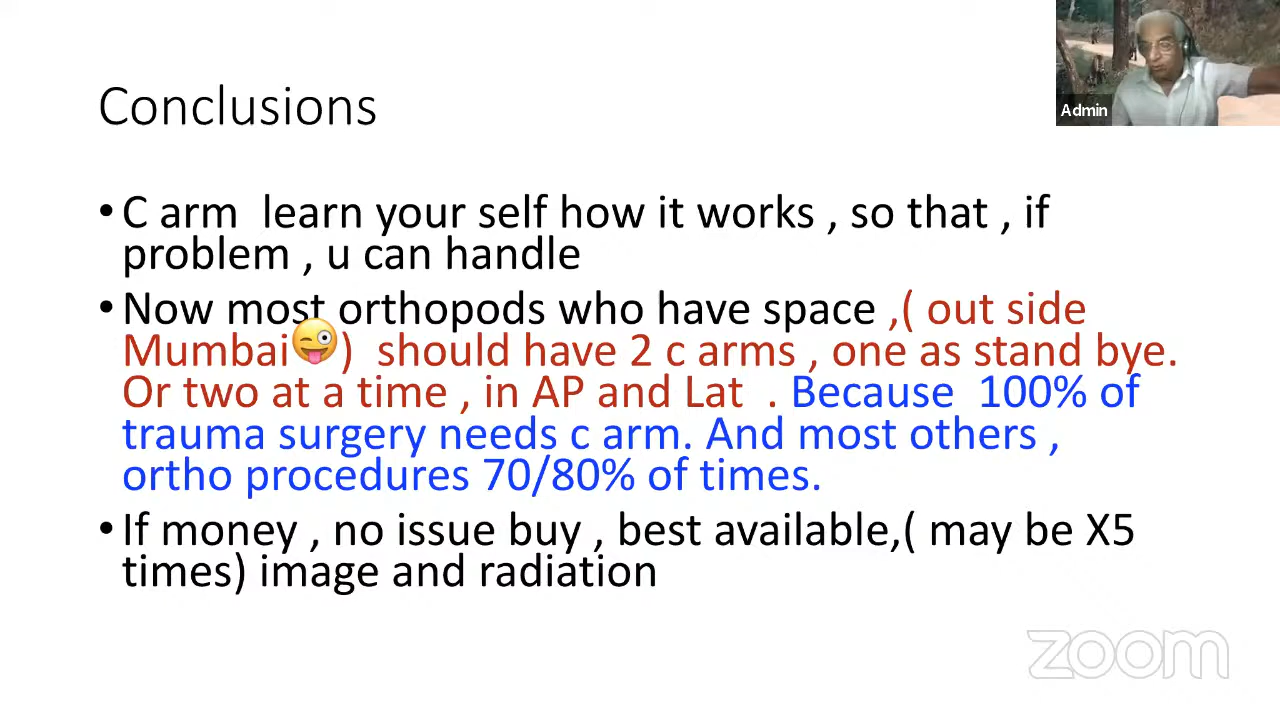 Admin
Conclusions
• C arm  learn your self how it works , so that , if
problem , u can handle
• Now most orthopods who have space ,( out side
Mumbai😜)  should have 2 c arms , one as stand bye.
Or two at a time , in AP and Lat  . Because  100% of
trauma surgery needs c arm. And most others ,
ortho procedures 70/80% of times.
• If money , no issue buy , best available,( may be X5
times) image and radiation
zoom